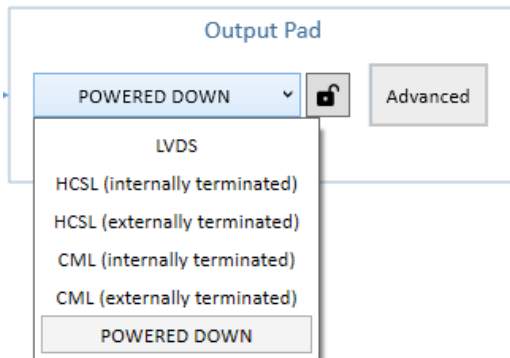 Output Pad
POWERED DOWN
Advanced
LVDS
HCSL (internally terminated)
HCSL (externally terminated)
CML (internally terminated)
CML (externally terminated)
POWERED DOWN